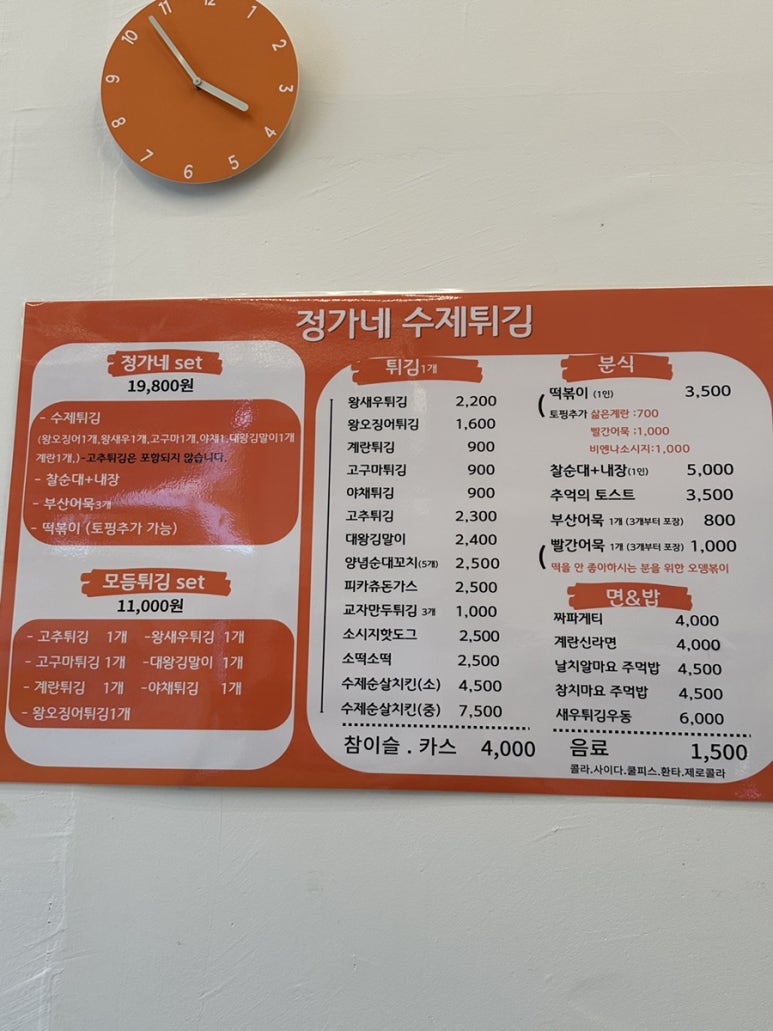 11 12 1
10 2
9 3
8 4
7 6 5
정가네 수제튀김
정가네 set
19,800원
- 수제튀김
(왕오징어1개,왕새우1개,고구마1개,야채1,대왕김말이1개
계란1개,)-고추튀김은 포함되지 않습니다.
- 찰순대+내장
- 부산어묵3개
- 떡볶이 (토핑추가 가능)
모듬튀김 set
11,000원
- 고추튀김 1개 -왕새우튀김 1개
- 고구마튀김 1개 -대왕김말이 1개
- 계란튀김 1개 -야채튀김 1개
- 왕오징어튀김1개
튀김1개
왕새우튀김 2,200
왕오징어튀김 1,600
계란튀김 900
고구마튀김 900
야채튀김 900
고추튀김 2,300
대왕김말이 2,400
양념순대꼬치(5개) 2,500
피카츄돈가스 2,500
교자만두튀김 3개 1,000
소시지핫도그 2,500
소떡소떡 2,500
수제순살치킨(소) 4,500
수제순살치킨(중) 7,500
참이슬 . 카스 4,000
분식
떡볶이 (1인) 3,500
(토핑추가 삶은계란 :700
빨간어묵 :1,000
비엔나소시지:1,000
찰순대+내장(1인) 5,000
추억의 토스트 3,500
부산어묵 1개 (3개부터 포장) 800
(빨간어묵 1개 (3개부터 포장) 1,000
떡을 안 좋아하시는 분을 위한 오뎅볶이
면&밥
짜파게티 4,000
계란신라면 4,000
날치알마요 주먹밥 4,500
참치마요 주먹밥 4,500
새우튀김우동 6,000
음료 1,500
콜라.사이다.쿨피스.환타.제로콜라